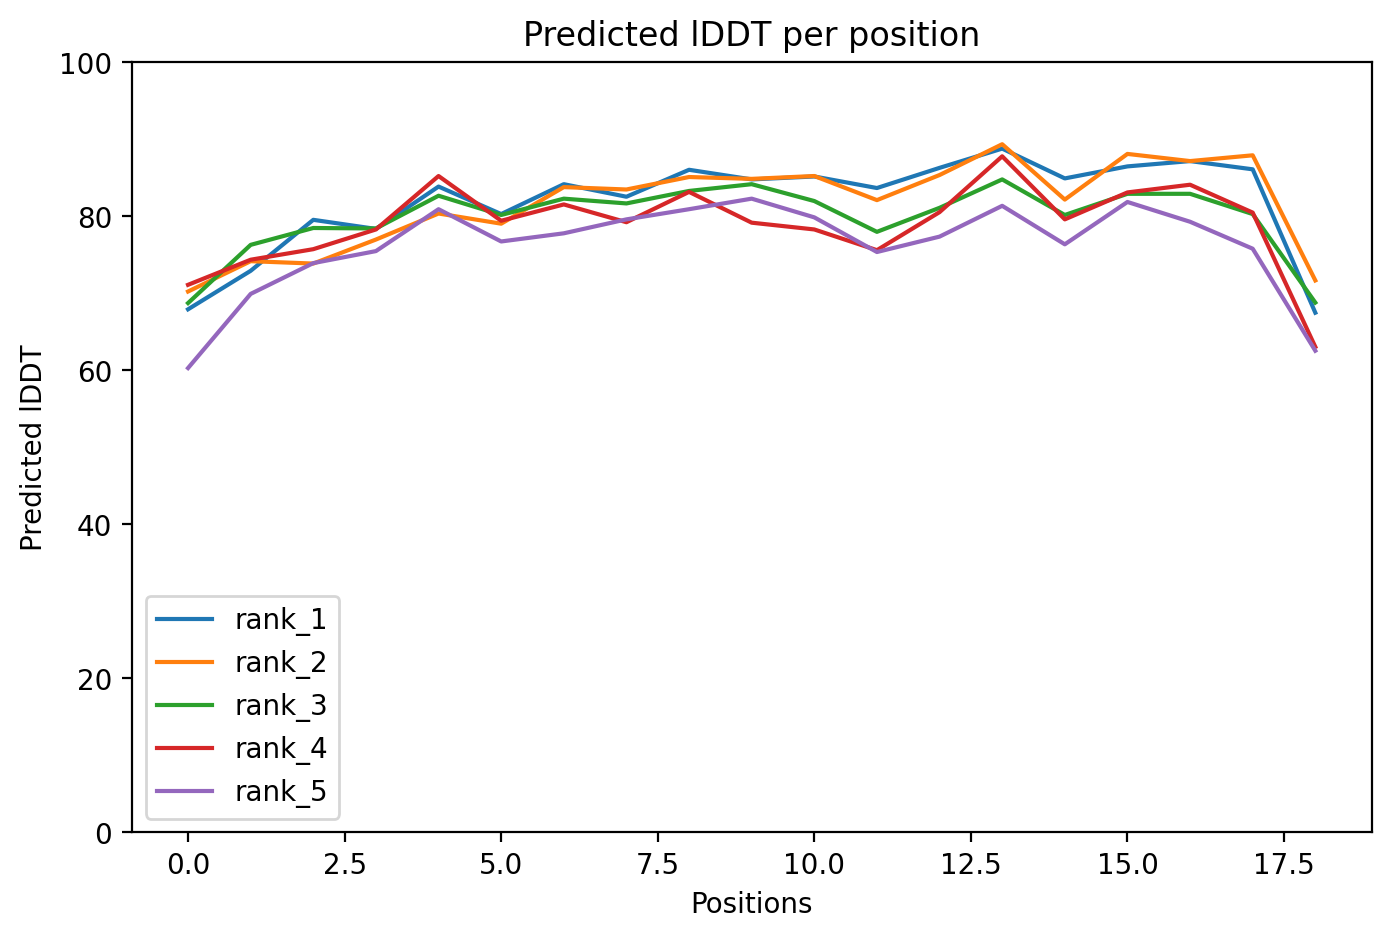 Predicted lDDT per position
100
80
60
40
20
0
Predicted lDDT
rank_1
rank_2
rank_3
rank_4
rank_5
0.0 2.5 5.0 7.5 10.0 12.5 15.0 17.5
Positions